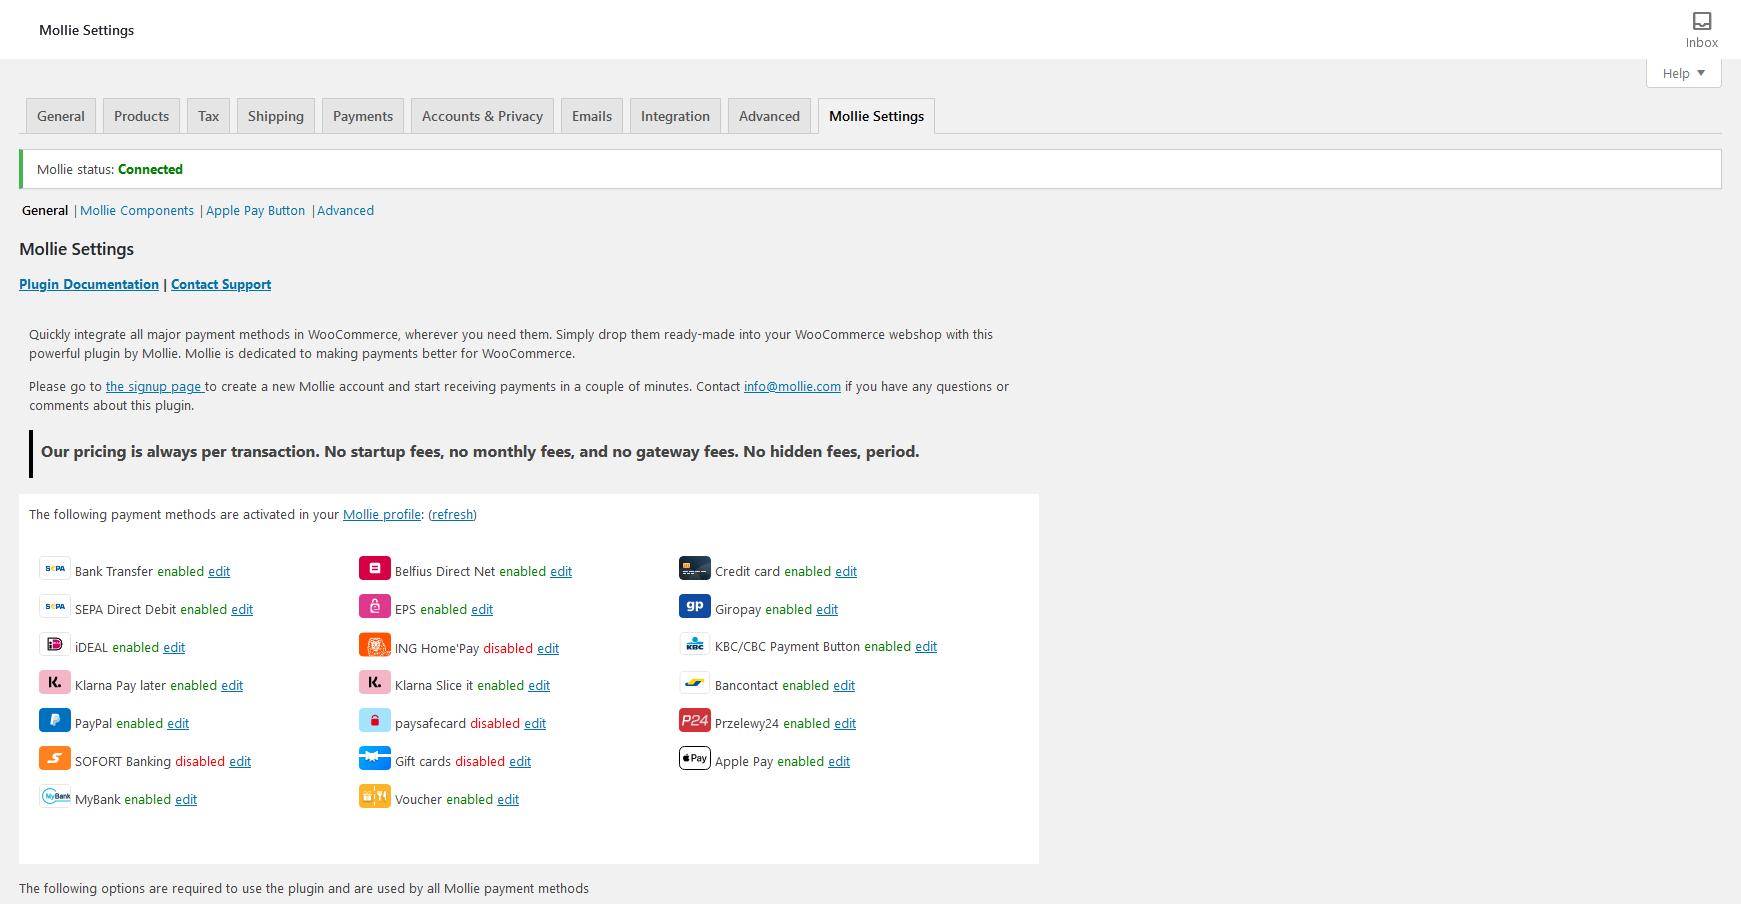 Mollie Settings
Inbox
Help ▼
General
Products
Tax
Shipping
Payments
Accounts & Privacy
Emails
Integration
Advanced
Mollie Settings
Mollie status: Connected
General | Mollie Components | Apple Pay Button | Advanced
Mollie Settings
Plugin Documentation | Contact Support
Quickly integrate all major payment methods in WooCommerce, wherever you need them. Simply drop them ready-made into your WooCommerce webshop with this
powerful plugin by Mollie. Mollie is dedicated to making payments better for WooCommerce.
Please go to the signup page to create a new Mollie account and start receiving payments in a couple of minutes. Contact info@mollie.com if you have any questions or
comments about this plugin.
Our pricing is always per transaction. No startup fees, no monthly fees, and no gateway fees. No hidden fees, period.
The following payment methods are activated in your Mollie profile: (refresh)
SEPA Bank Transfer enabled edit
Belfius Direct Net enabled edit
Credit card enabled edit
SEPA SEPA Direct Debit enabled edit
EPS enabled edit
gp Giropay enabled edit
iDEAL enabled edit
ING Home'Pay disabled edit
KBC KBC/CBC Payment Button enabled edit
K. Klarna Pay later enabled edit
K. Klarna Slice it enabled edit
Bancontact enabled edit
PayPal enabled edit
paysafecard disabled edit
P24 Przelewy24 enabled edit
SOFORT Banking disabled edit
Gift cards disabled edit
Pay Apple Pay enabled edit
MyBank MyBank enabled edit
Voucher enabled edit
The following options are required to use the plugin and are used by all Mollie payment methods